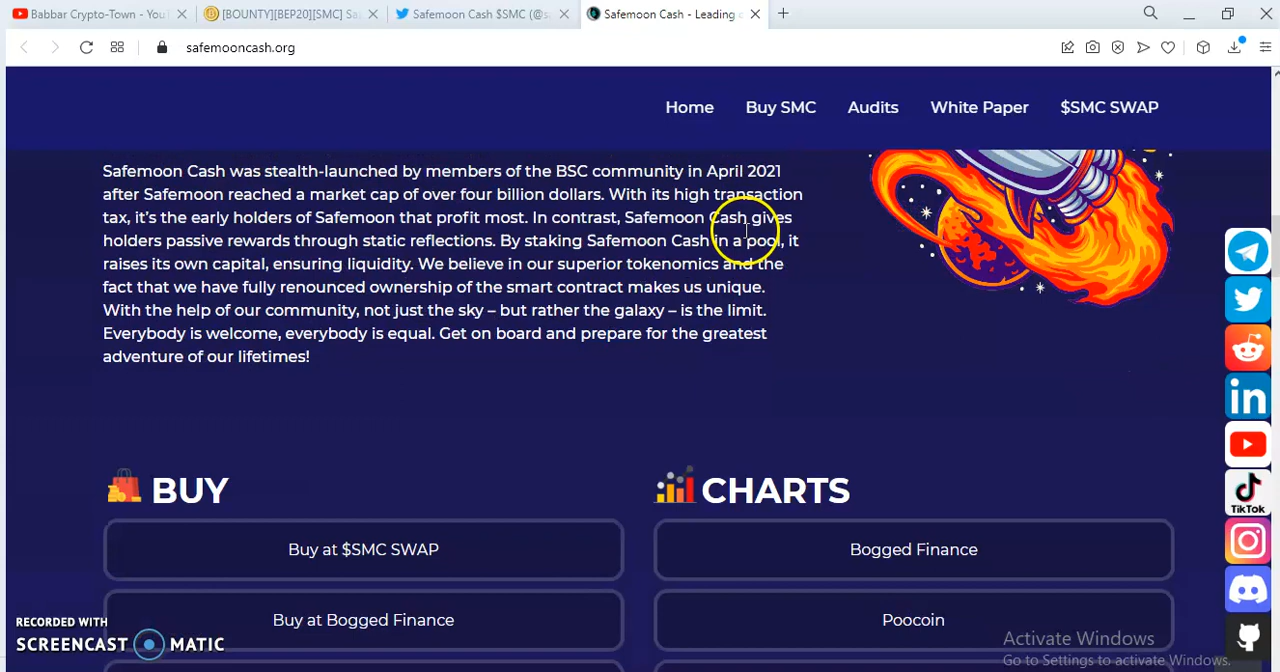 Babbar Crypto-Town - You
[BOUNTY][BEP20][SMC] Sa
Safemoon Cash $SMC (@s
Safemoon Cash - Leading c
safemooncash.org
Home
Buy SMC
Audits
White Paper
$SMC SWAP
Safemoon Cash was stealth-launched by members of the BSC community in April 2021
after Safemoon reached a market cap of over four billion dollars. With its high transaction
tax, it's the early holders of Safemoon that profit most. In contrast, Safemoon Cash gives
holders passive rewards through static reflections. By staking Safemoon Cash in a pool, it
raises its own capital, ensuring liquidity. We believe in our superior tokenomics and the
fact that we have fully renounced ownership of the smart contract makes us unique.
With the help of our community, not just the sky – but rather the galaxy – is the limit.
Everybody is welcome, everybody is equal. Get on board and prepare for the greatest
adventure of our lifetimes!
BUY
CHARTS
Buy at $SMC SWAP
Bogged Finance
Buy at Bogged Finance
Poocoin
TikTok
RECORDED WITH
SCREENCAST MATIC
Activate Windows
Go to Settings to activate Windows.